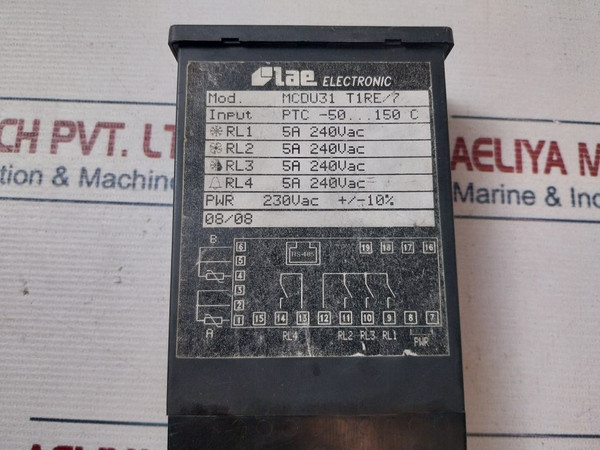 lae ELECTRONIC
Mod. MCDU31 T1RE/7
Input PTC -50...150 C
RL1 5A 240Vac
RL2 5A 240Vac
RL3 5A 240Vac
RL4 5A 240Vac
PWR 230Vac +/-10%
08/08
B
6
5
4
3
2
1
A
RS-485
19 18 17 16
15 14 13 12 11 10 9 8 7
RL4 RL2 RL3 RL1
PWR
CH PVT. LT
tion & Machine
AELIYA M
Marine & Ind
AELIYA